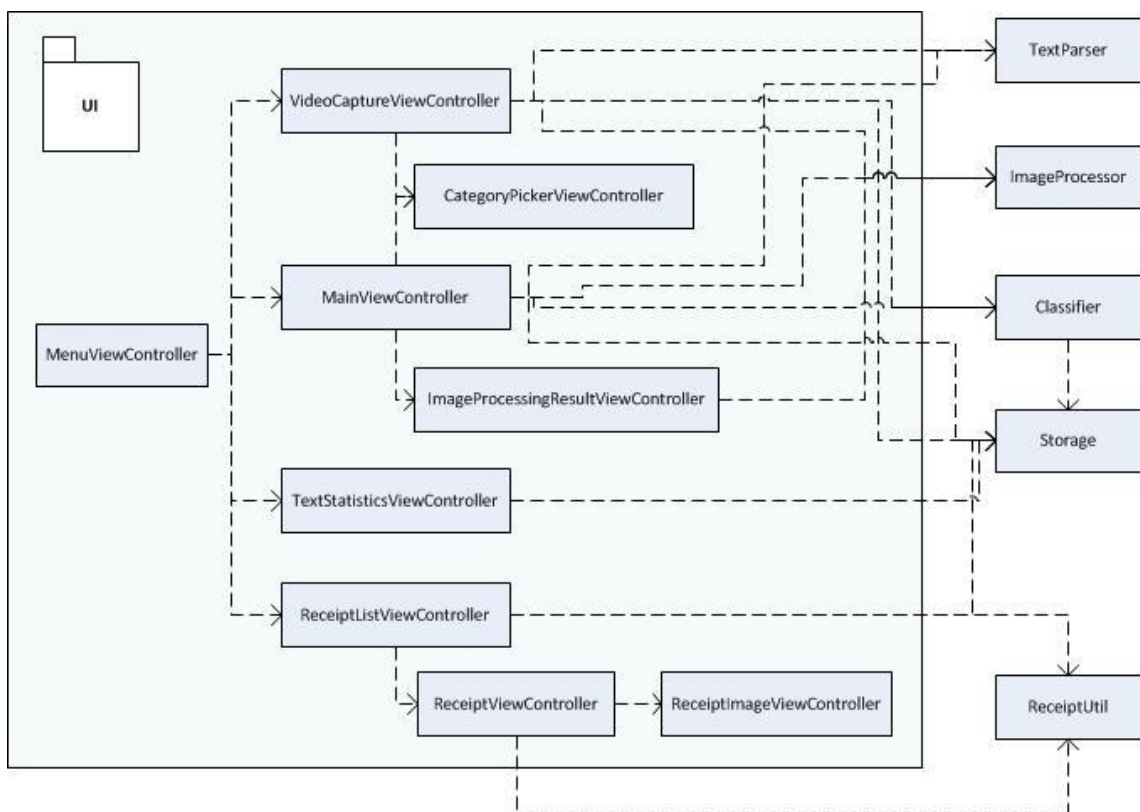 TextParser
UI
VideoCaptureViewController
CategoryPickerViewController
ImageProcessor
MainViewController
Classifier
MenuViewController
ImageProcessingResultViewController
Storage
TextStatisticsViewController
ReceiptListViewController
ReceiptViewController
ReceiptImageViewController
ReceiptUtil